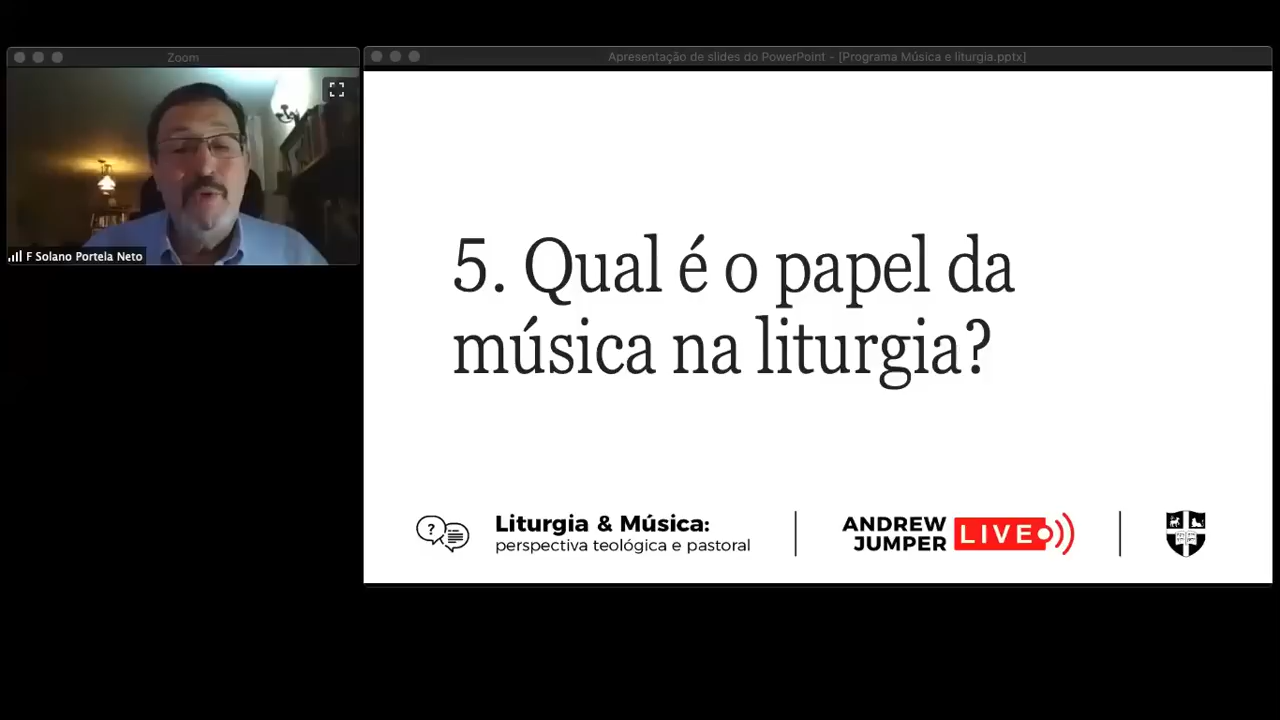 Zoom
Apresentação de slides do PowerPoint - [Programa Música e liturgia.pptx]
F Solano Portela Neto
5. Qual é o papel da
música na liturgia?
?
Liturgia & Música:
perspectiva teológica e pastoral
ANDREW
JUMPER
LIVE